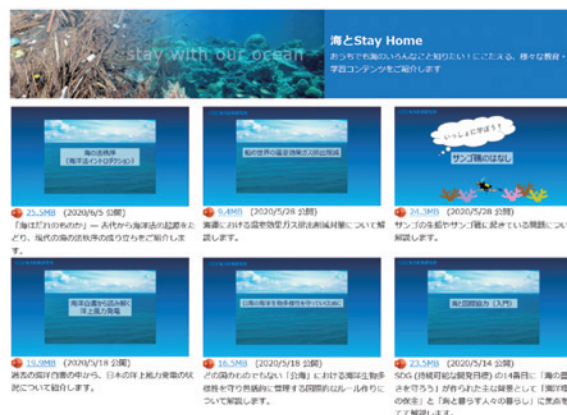 stay with our ocean
海とStay Home
おうちでも海のいろんなこと知りたい!にこたえる、様々な教育・
学習コンテンツをご紹介します
海の法秩序
(海洋法イントロダクション)
25.5MB (2020/6/5 公開)
「海はだれのものか」― 古代から海洋法の起源をた
どり、現代の海の法秩序の成り立ちをご紹介しま
す。
船の世界の温室効果ガス排出削減
9.4MB (2020/5/28 公開)
海運における温室効果ガス排出削減対策について解
説します。
いっしょに学ぼう!
サンゴ礁のはなし
24.3MB (2020/5/28 公開)
サンゴの生態やサンゴ礁に起きている問題につい
解説します。
海洋白書から読み解く
洋上風力発電
19.9MB (2020/5/18 公開)
過去の海洋白書の中から、日本の洋上風力発電の状
況について紹介します。
公海の海洋生物多様性を守っていくために
16.5MB (2020/5/18 公開)
どの国のものでもない「公海」における海洋生物多
様性を守り包括的に管理する国際的なルール作りに
ついて解説します。
海と国際協力(入門)
23.5MB (2020/5/14 公開)
SDG(持続可能な開発目標)の14番目に「海の豊
さを守ろう」が作られた主な背景として「海洋環
の保全」と「海と暮らす人々の暮らし」に焦点を
てて解説します。